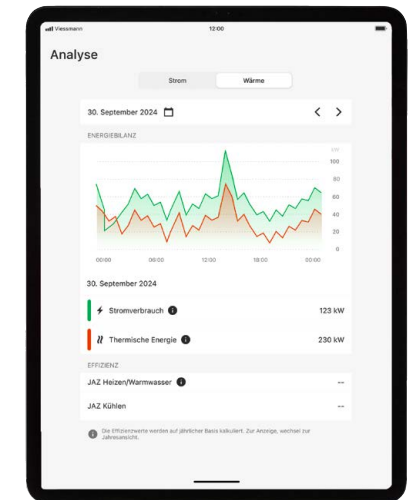 Viessmann 12:00
Analyse
Strom Wärme
30. September 2024
ENERGIEBILANZ
100
80
60
40
20
0
00:00 06:00 12:00 18:00 00:00
30. September 2024
Stromverbrauch 123 kW
Thermische Energie 230 kW
EFFIZIENZ
JAZ Heizen/Warmwasser --
JAZ Kühlen --
Die Effizienzwerte werden auf jährlicher Basis kalkuliert. Zur Anzeige, wechsel zur
Jahresansicht.